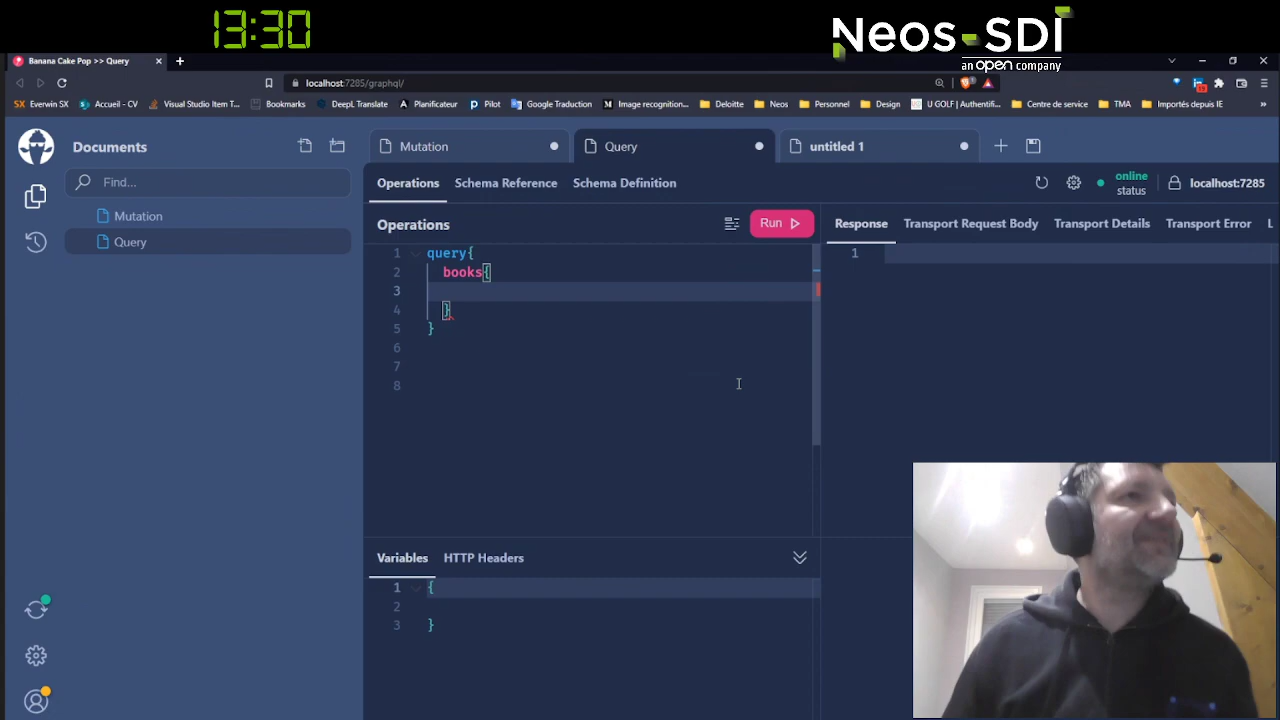 13:30
Neos-SDI
an open company
Banana Cake Pop >> Query
localhost:7285/graphql/
SX Everwin SX
Accueil - CV
Visual Studio Item T...
Bookmarks
DeepL Translate
A Planificateur
Pilot
Google Traduction
M Image recognition...
Deloitte
Neos
Personnel
Design
U GOLF | Authentifi...
Centre de service
TMA
Importés depuis IE
»
Documents
Mutation
Query
untitled 1
Find...
Operations
Schema Reference
Schema Definition
online
status
localhost:7285
Mutation
Query
Operations
Run
Response
Transport Request Body
Transport Details
Transport Error
L
1 query{
2 books{
3
4 }
5 }
6
7
8
1
Variables
HTTP Headers
1 {
2
3 }